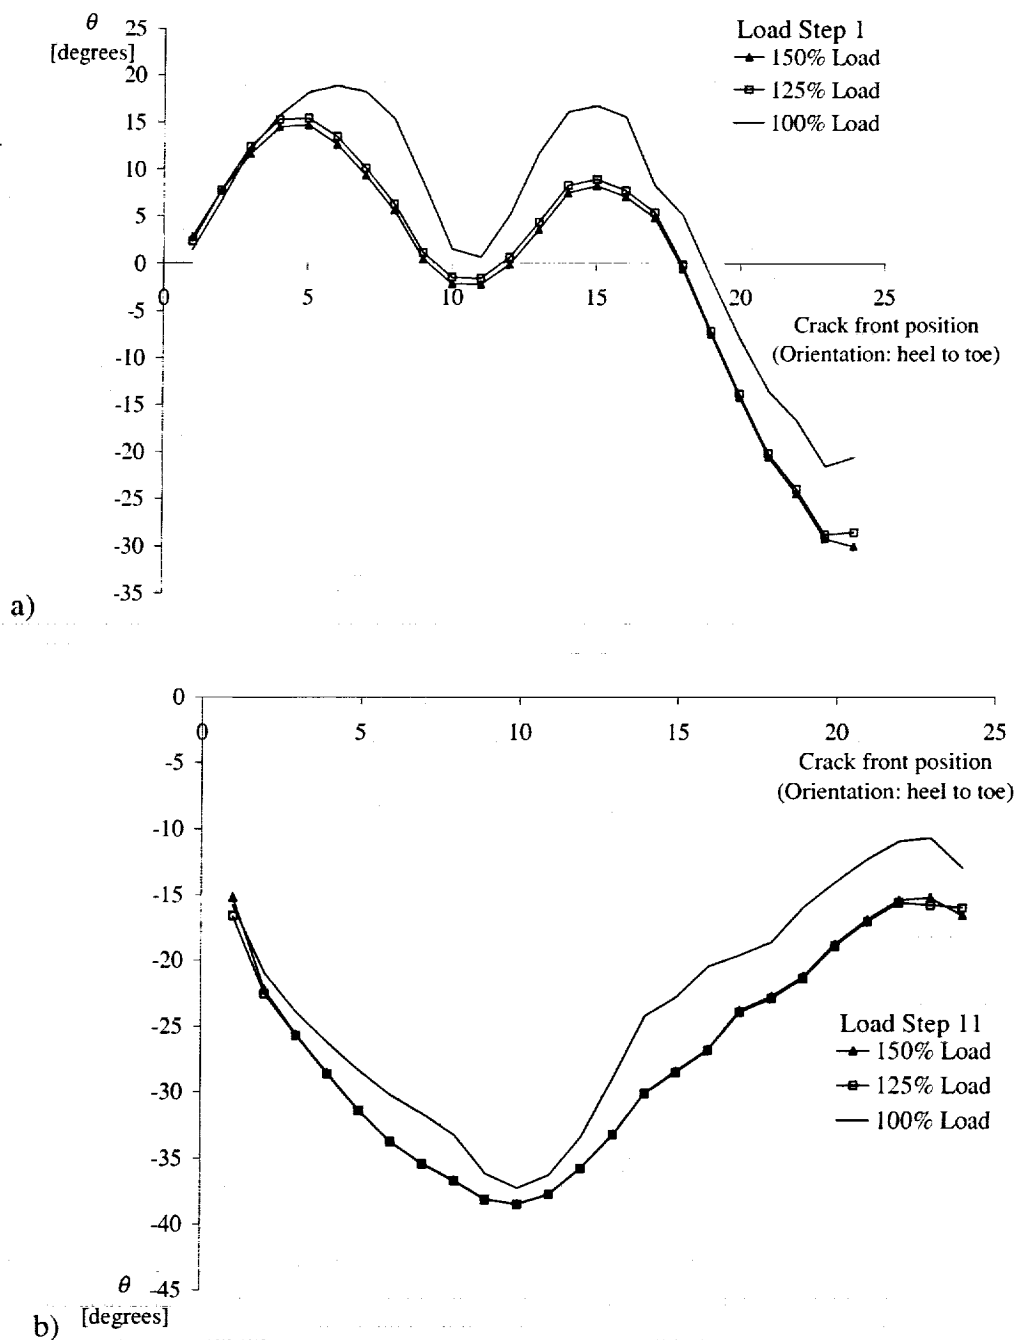 θ
[degrees]
25
20
15
10
5
0
-5
-10
-15
-20
-25
-30
-35
0
5
10
15
20
25
Load Step 1
150% Load
125% Load
100% Load
Crack front position
(Orientation: heel to toe)
a)
0
-5
-10
-15
-20
-25
-30
-35
-40
-45
0
5
10
15
20
25
Crack front position
(Orientation: heel to toe)
Load Step 11
150% Load
125% Load
100% Load
θ
[degrees]
b)